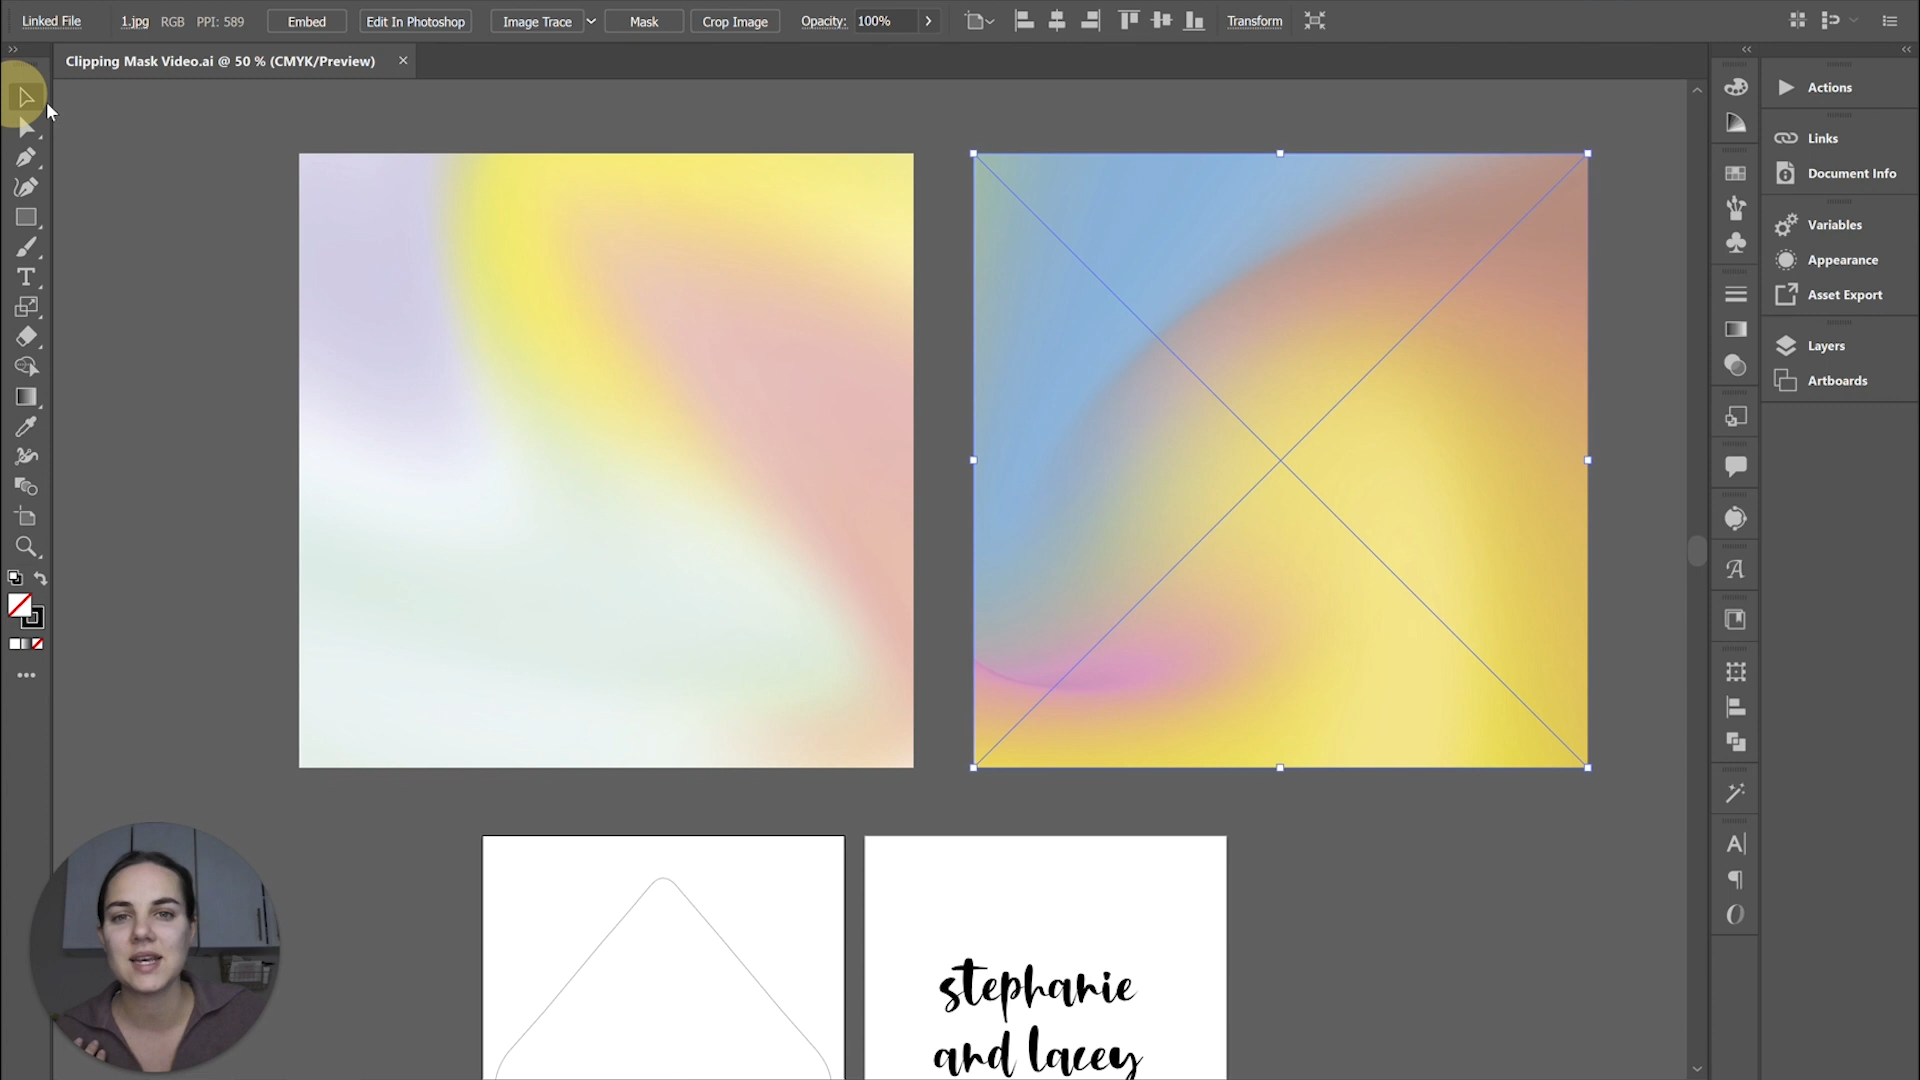 Linked File 1.jpg RGB PPI: 589 Embed Edit In Photoshop Image Trace Mask Crop Image Opacity: 100% Transform
Clipping Mask Video.ai @ 50 % (CMYK/Preview)
Actions
Links
Document Info
Variables
Appearance
Asset Export
Layers
Artboards
stephanie
and lacey